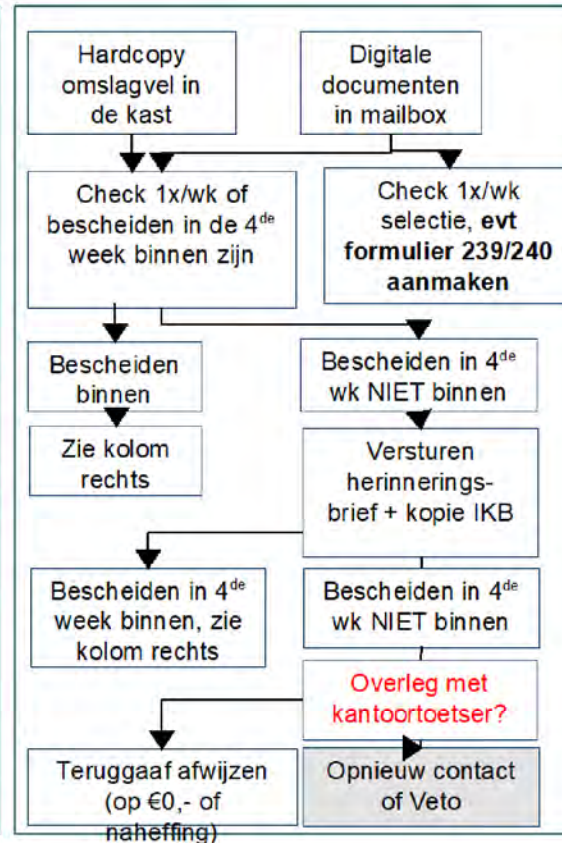 Hardcopy
omslagvel in
de kast
Digitale
documenten
in mailbox
Check 1x/wk of
bescheiden in de 4de
week binnen zijn
Check 1x/wk
selectie, evt
formulier 239/240
aanmaken
Bescheiden
binnen
Bescheiden in 4de
wk NIET binnen
Zie kolom
rechts
Versturen
herinnerings-
brief + kopie IKB
Bescheiden in 4de
week binnen, zie
kolom rechts
Bescheiden in 4de
wk NIET binnen
Overleg met
kantoortoetser?
Teruggaaf afwijzen
(op €0,- of
naheffing)
Opnieuw contact
of Veto